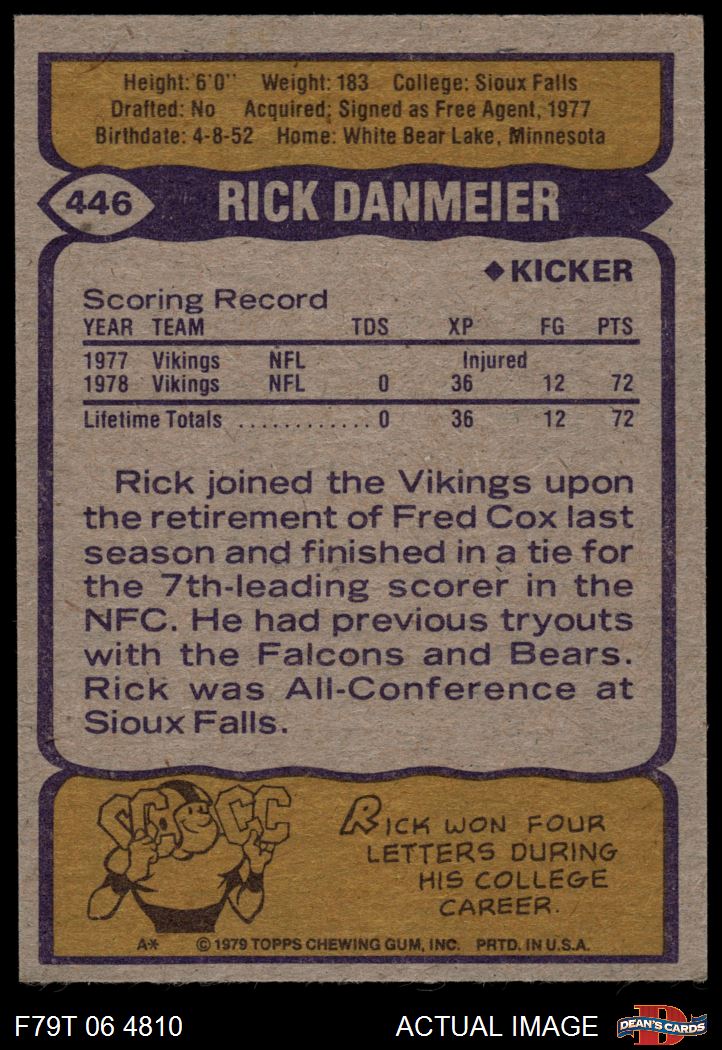 Height: 6'0" Weight: 183 College: Sioux Falls
Drafted: No Acquired: Signed as Free Agent, 1977
Birthdate: 4-8-52 Home: White Bear Lake, Minnesota
446 RICK DANMEIER
◆KICKER
Scoring Record
YEAR TEAM TDS XP FG PTS
1977 Vikings NFL Injured
1978 Vikings NFL 0 36 12 72
Lifetime Totals ............ 0 36 12 72
Rick joined the Vikings upon
the retirement of Fred Cox last
season and finished in a tie for
the 7th-leading scorer in the
NFC. He had previous tryouts
with the Falcons and Bears.
Rick was All-Conference at
Sioux Falls.
CC CC
RICK WON FOUR
LETTERS DURING
HIS COLLEGE
CAREER.
A* © 1979 TOPPS CHEWING GUM, INC. PRTD. IN U.S.A.
F79T 06 4810 ACTUAL IMAGE D DEAN'S CARDS